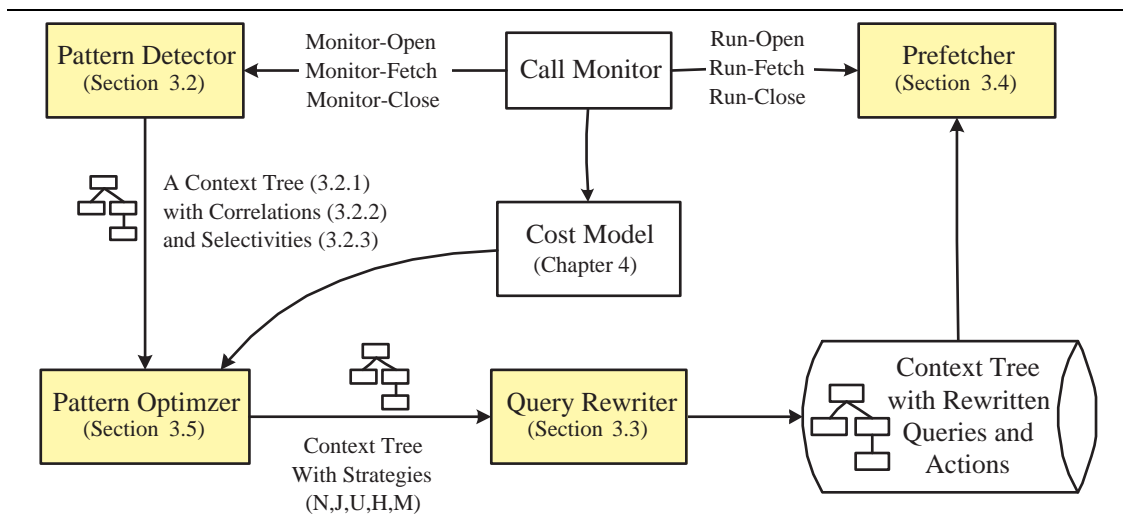 Pattern Detector
(Section 3.2)
Monitor-Open
Monitor-Fetch
Monitor-Close
Call Monitor
Run-Open
Run-Fetch
Run-Close
Prefetcher
(Section 3.4)
A Context Tree (3.2.1)
with Correlations (3.2.2)
and Selectivities (3.2.3)
Cost Model
(Chapter 4)
Pattern Optimzer
(Section 3.5)
Context Tree
With Strategies
(N,J,U,H,M)
Query Rewriter
(Section 3.3)
Context Tree
with Rewritten
Queries and
Actions